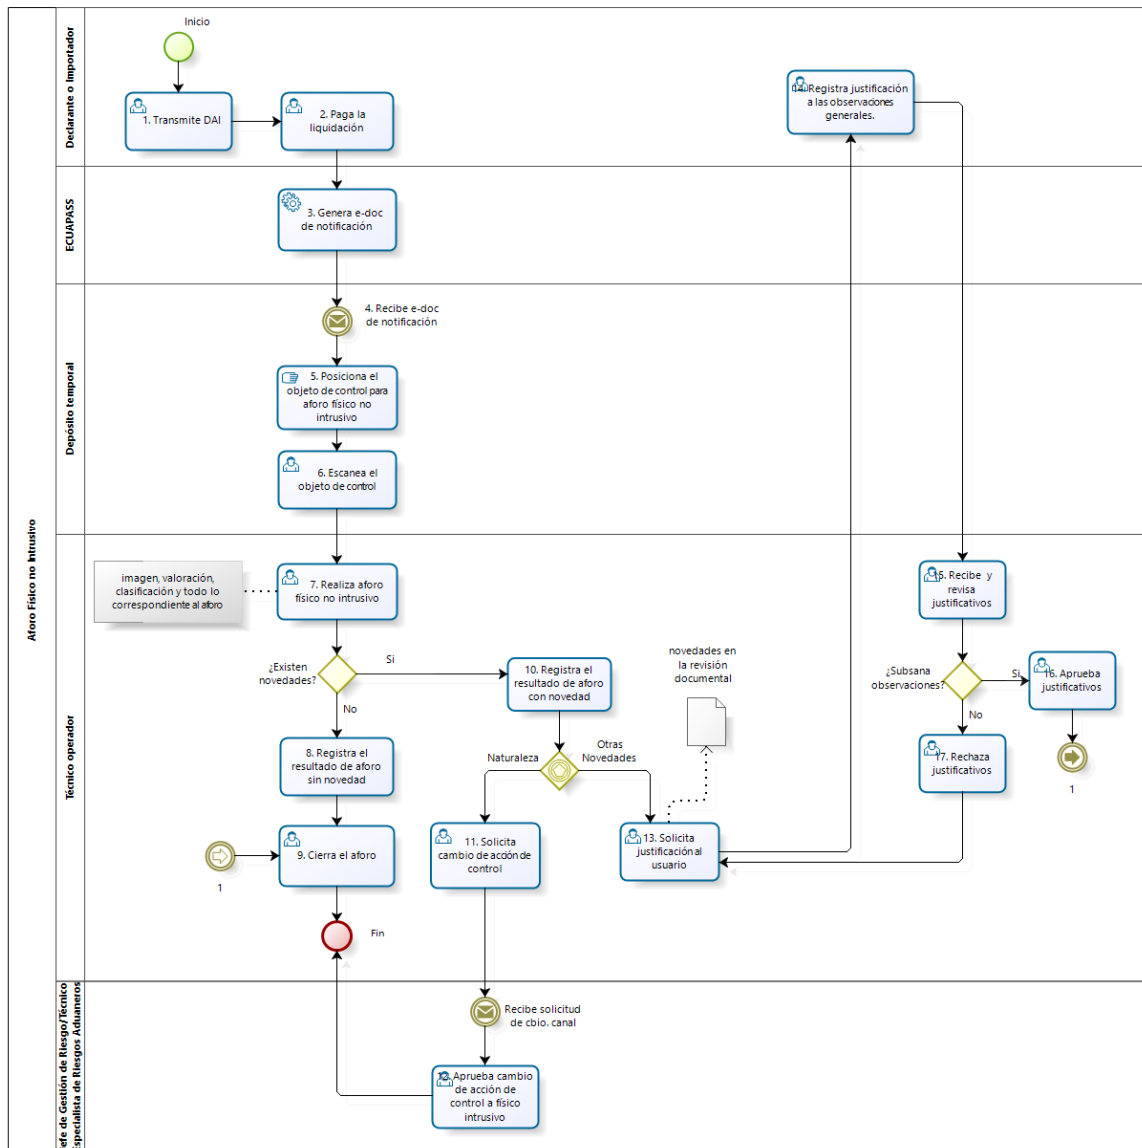 Aforo Físico no Intrusivo
Declarante o Importador
Inicio
1. Transmite DAI
2. Paga la
liquidación
14. Registra justificación
a las observaciones
generales.
ECUAPASS
3. Genera e-doc
de notificación
Depósito temporal
4. Recibe e-doc
de notificación
5. Posiciona el
objeto de control para
aforo físico no
intrusivo
6. Escanea el
objeto de control
Técnico operador
imagen, valoración,
clasificación y todo lo
correspondiente al aforo
7. Realiza aforo
físico no intrusivo
¿Existen
novedades?
Si
No
8. Registra el
resultado de aforo
sin novedad
9. Cierra el aforo
1
Fin
10. Registra el
resultado de aforo
con novedad
Naturaleza
Otras
Novedades
11. Solicita
cambio de acción de
control
novedades en
la revisión
documental
13. Solicita
justificación al
usuario
15. Recibe y
revisa
justificativos
¿Subsana
observaciones?
Si
No
16. Aprueba
justificativos
1
17. Rechaza
justificativos
efe de Gestión de Riesgo/Técnico
Especialista de Riesgos Aduaneros
Recibe solicitud
de cbio. canal
12. Aprueba cambio
de acción de
control a físico
intrusivo